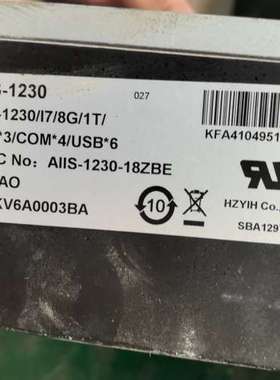 S-1230
027
-1230/I7/8G/1T/
*3/COM*4/USB*6
KFA4104951
C No: AIIS-1230-18ZBE
AO
KV6A0003BA
10
HZYIH Co.,
SBA129